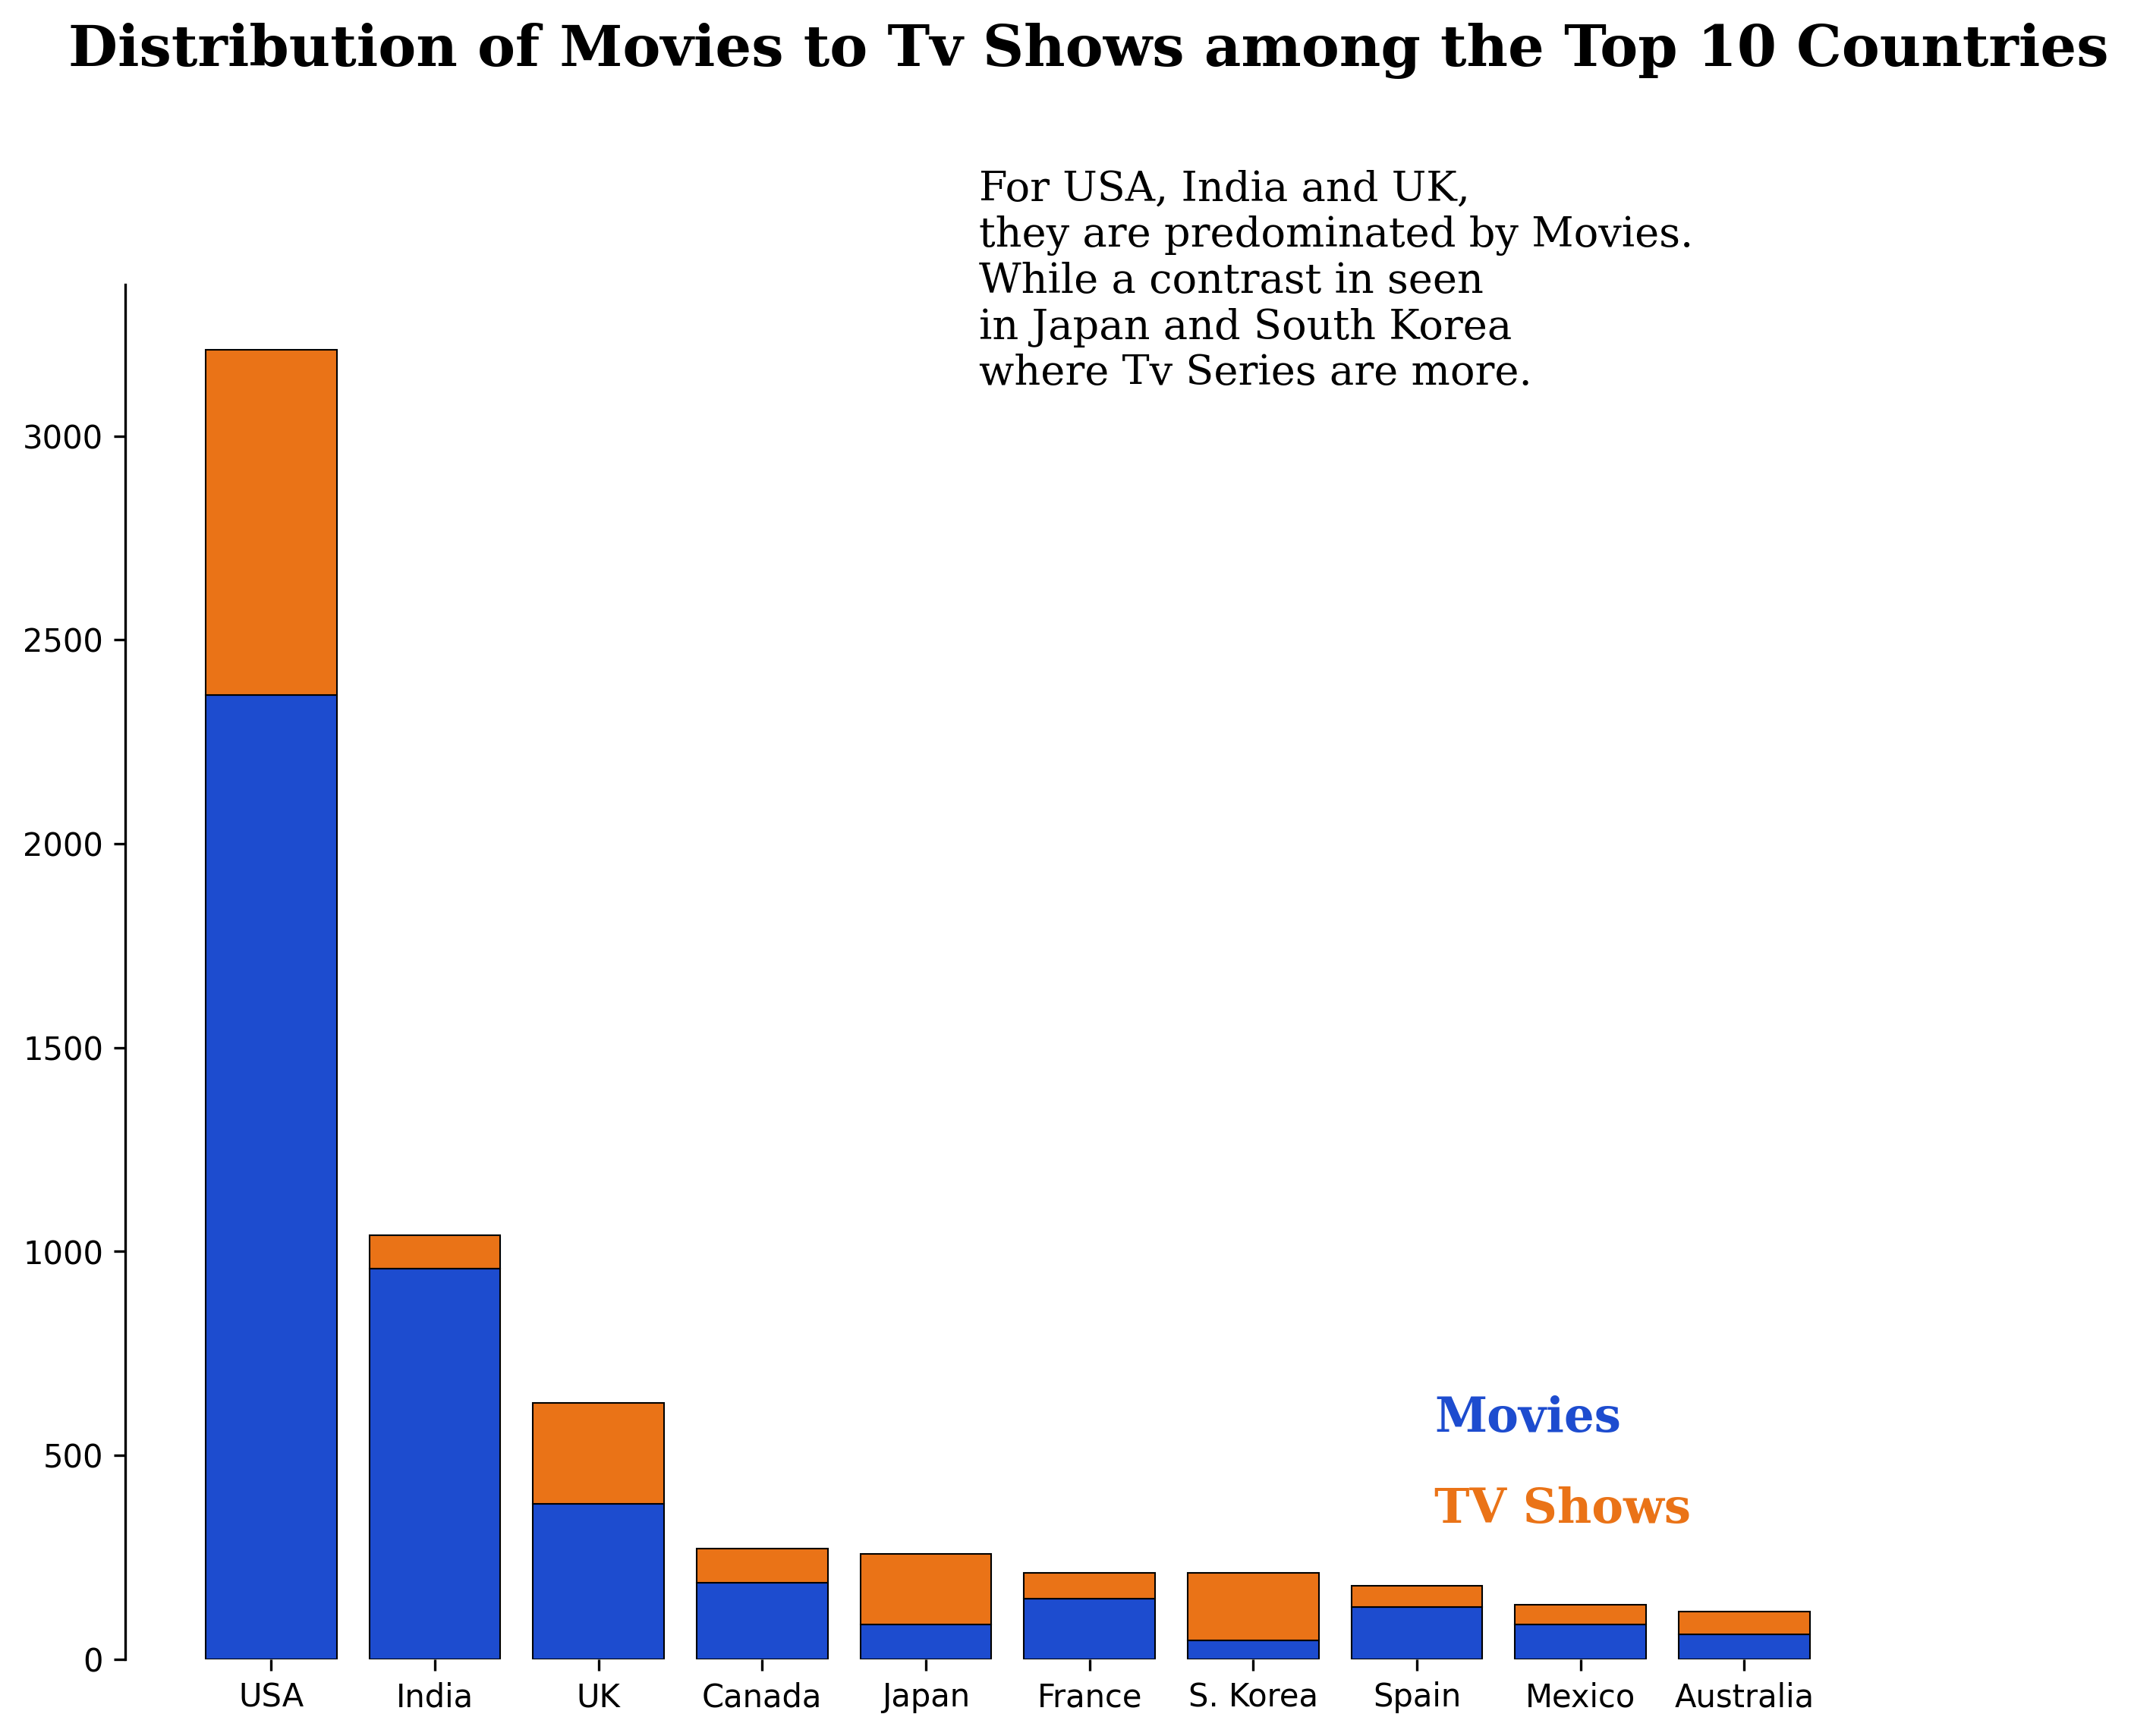 Distribution of Movies to Tv Shows among the Top 10 Countries
For USA, India and UK,
they are predominated by Movies.
While a contrast in seen
in Japan and South Korea
where Tv Series are more.
3000
2500
2000
1500
1000
500
0
Movies
TV Shows
USA India UK Canada Japan France S. Korea Spain Mexico Australia